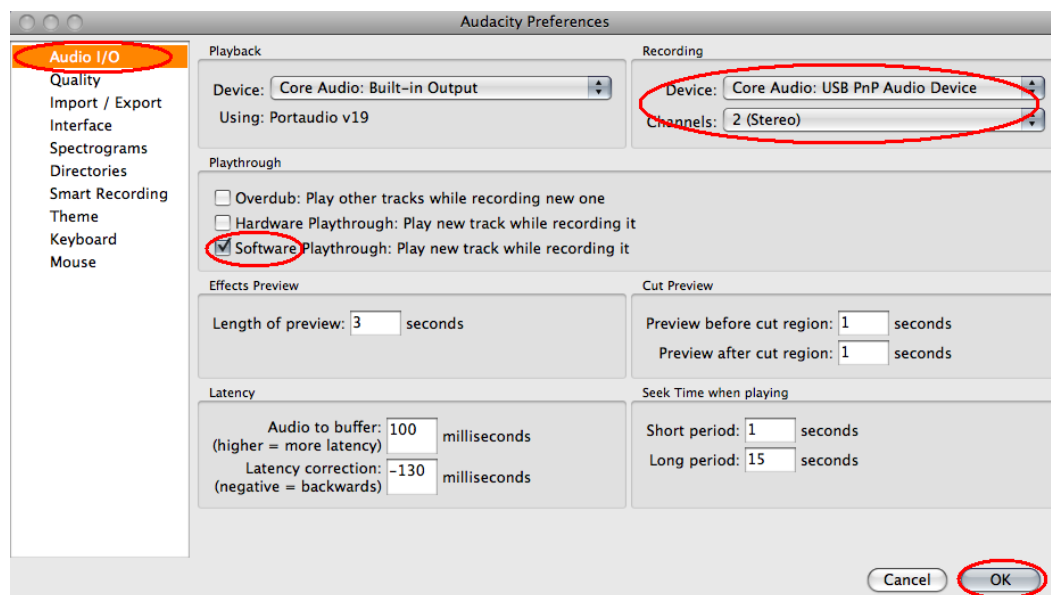 Audacity Preferences
Audio I/O
Quality
Import / Export
Interface
Spectrograms
Directories
Smart Recording
Theme
Keyboard
Mouse
Playback
Device: Core Audio: Built-in Output
Using: Portaudio v19
Recording
Device: Core Audio: USB PnP Audio Device
Channels: 2 (Stereo)
Playthrough
Overdub: Play other tracks while recording new one
Hardware Playthrough: Play new track while recording it
Software Playthrough: Play new track while recording it
Effects Preview
Length of preview: 3 seconds
Cut Preview
Preview before cut region: 1 seconds
Preview after cut region: 1 seconds
Latency
Audio to buffer: 100 milliseconds
(higher = more latency)
Latency correction: -130 milliseconds
(negative = backwards)
Seek Time when playing
Short period: 1 seconds
Long period: 15 seconds
Cancel
OK